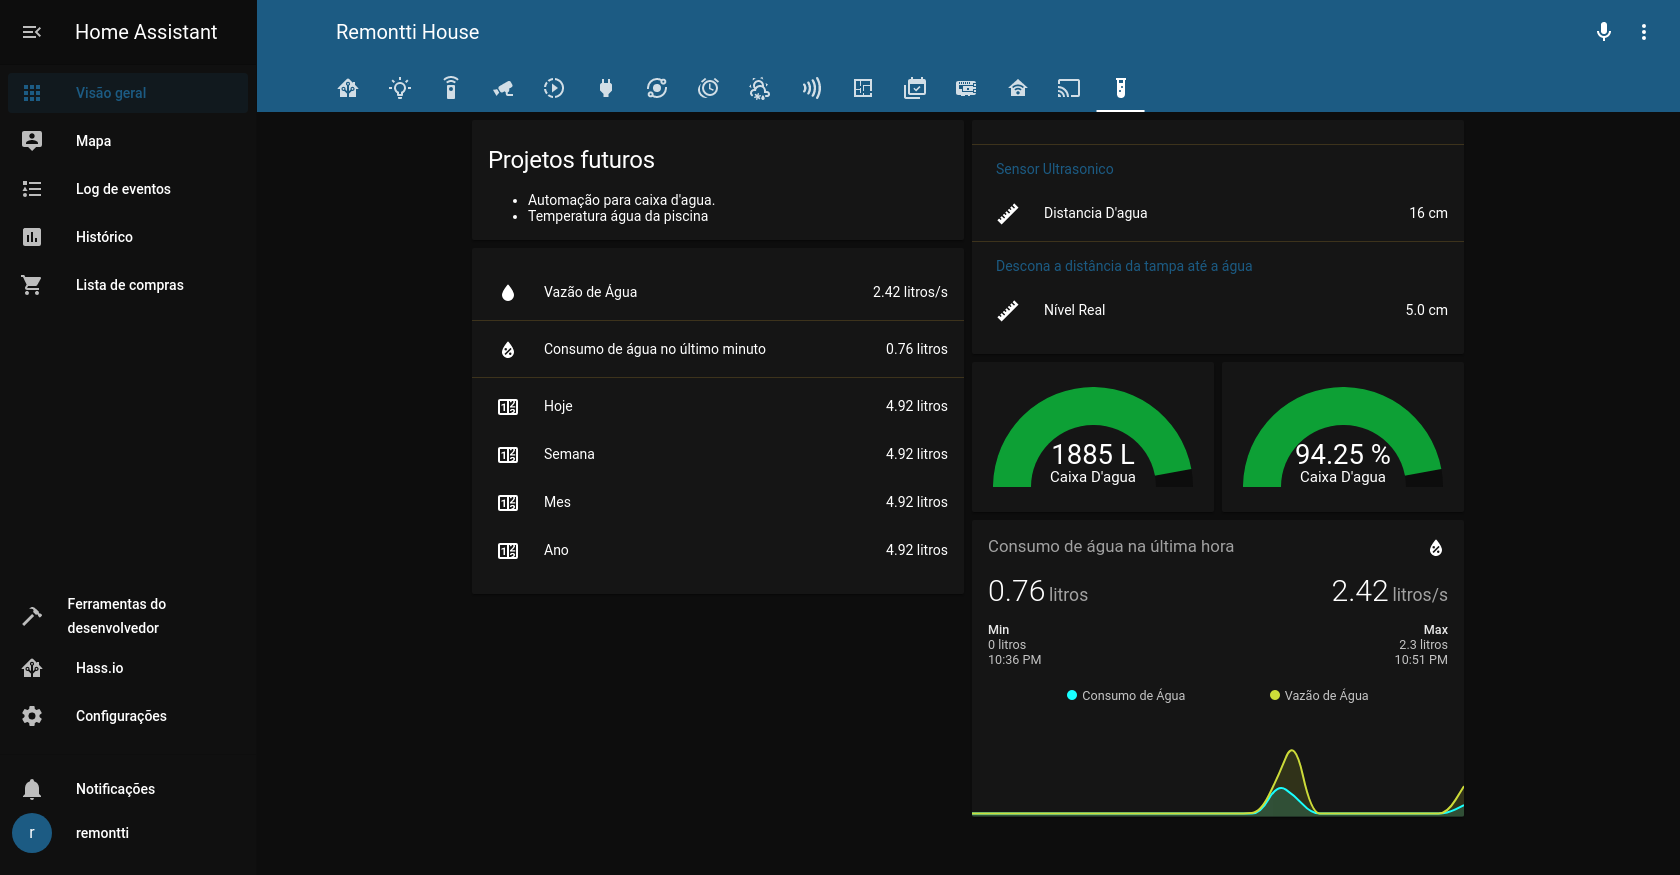 Home Assistant
Remontti House
Visão geral
Mapa
Log de eventos
Histórico
Lista de compras
Ferramentas do
desenvolvedor
Hass.io
Configurações
Notificações
r
remontti
Projetos futuros
• Automação para caixa d'agua.
• Temperatura água da piscina
Vazão de Água 2.42 litros/s
Consumo de água no último minuto 0.76 litros
Hoje 4.92 litros
Semana 4.92 litros
Mes 4.92 litros
Ano 4.92 litros
Sensor Ultrasonico
Distancia D'agua 16 cm
Descona a distância da tampa até a água
Nível Real 5.0 cm
1885 L
Caixa D'agua
94.25 %
Caixa D'agua
Consumo de água na última hora
0.76 litros 2.42 litros/s
Min Max
0 litros 2.3 litros
10:36 PM 10:51 PM
Consumo de Água Vazão de Água